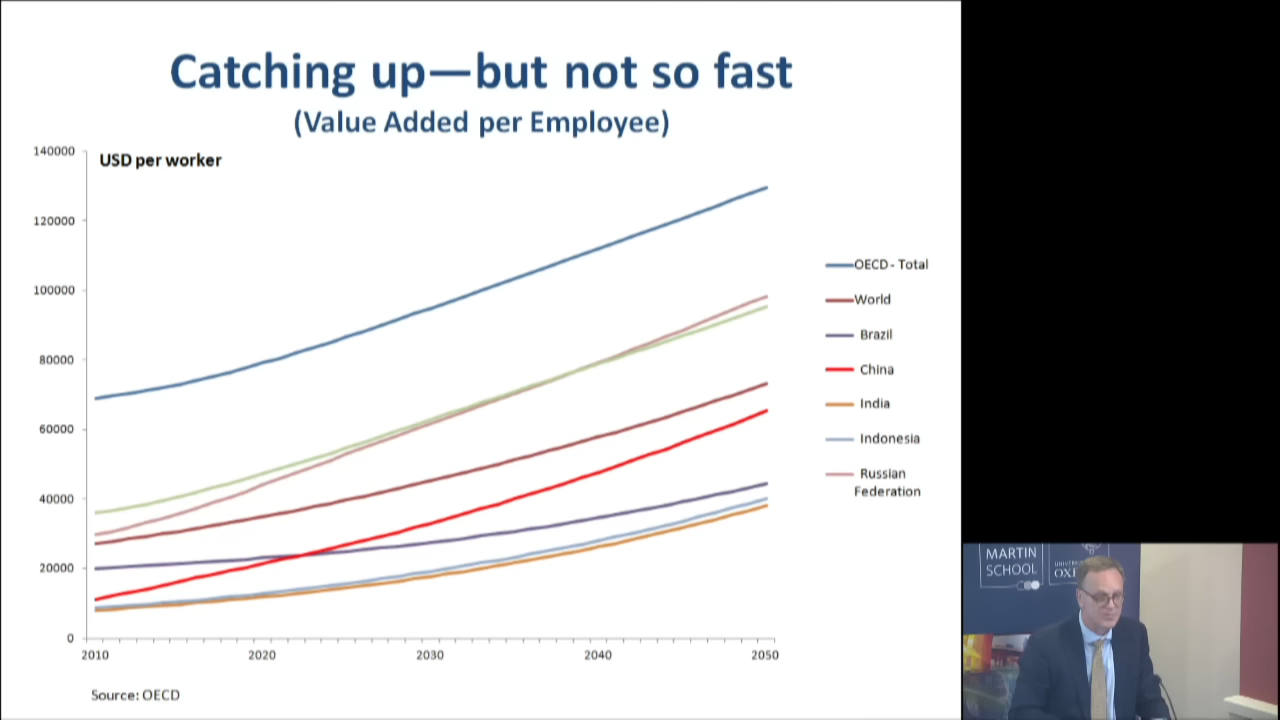 Catching up—but not so fast
(Value Added per Employee)
USD per worker
140000
120000
100000
80000
60000
40000
20000
0
2010
2020
2030
2040
2050
OECD - Total
World
Brazil
China
India
Indonesia
Russian
Federation
Source: OECD
MARTIN
SCHOOL